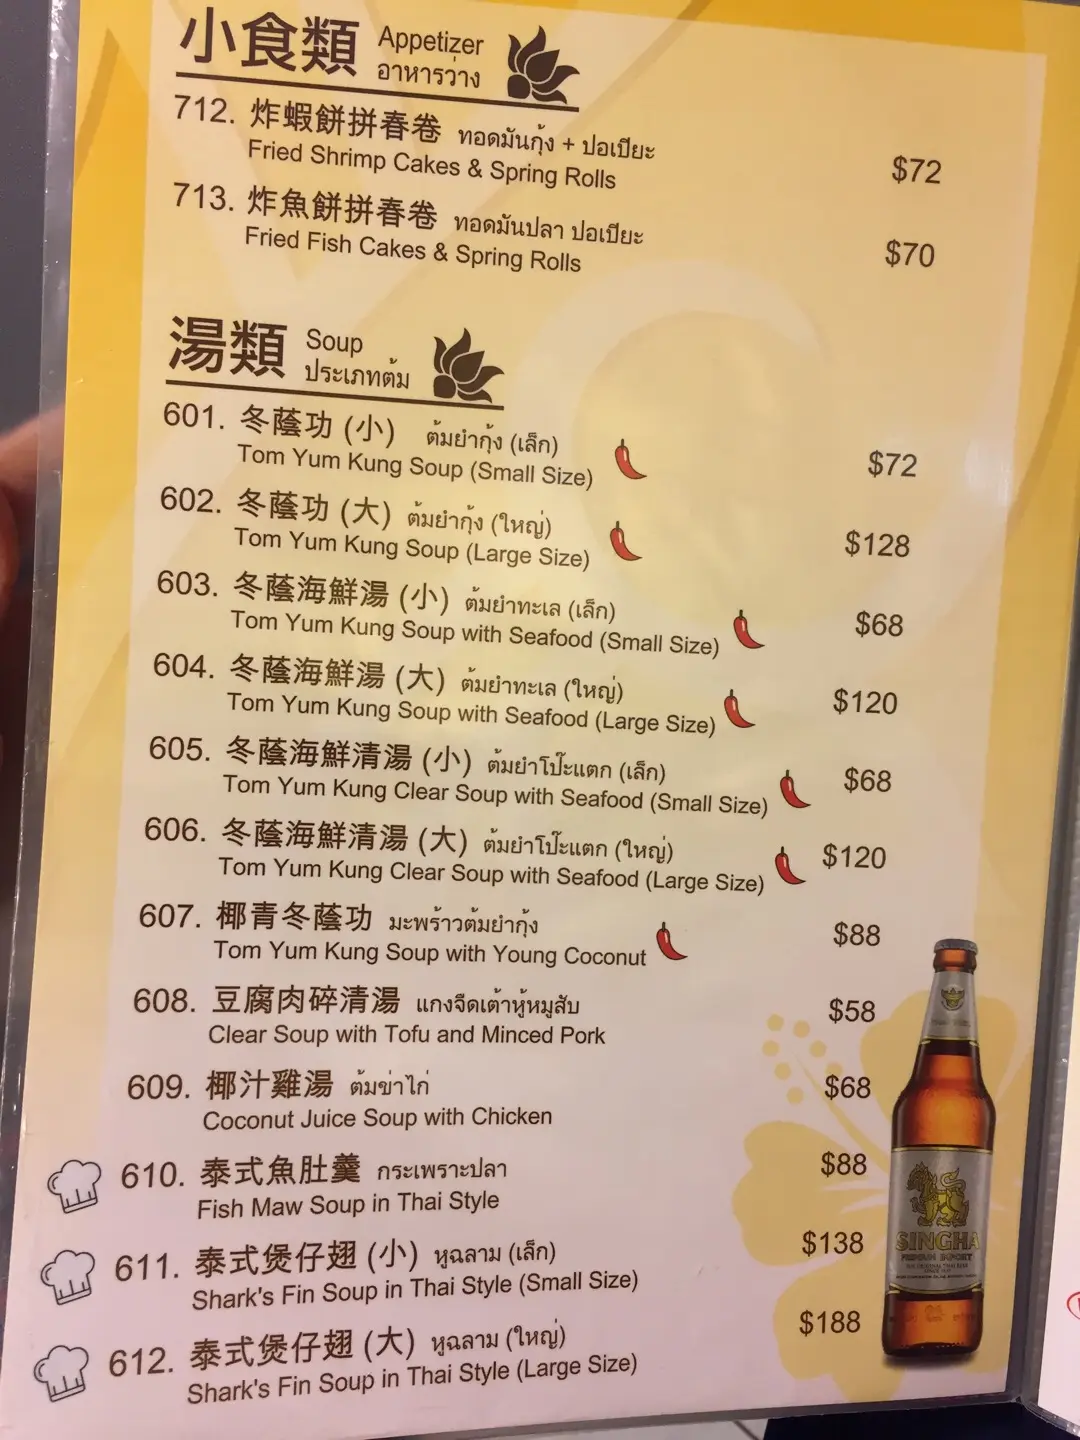 小食類 Appetizer
อาหารว่าง
712. 炸蝦餅拼春卷 ทอดมันกุ้ง + ปอเปียะ
Fried Shrimp Cakes & Spring Rolls $72
713. 炸魚餅拼春卷 ทอดมันปลา ปอเปียะ
Fried Fish Cakes & Spring Rolls $70
湯類 Soup
ประเภทต้ม
601. 冬蔭功 (小) ต้มยำกุ้ง (เล็ก)
Tom Yum Kung Soup (Small Size) $72
602. 冬蔭功 (大) ต้มยำกุ้ง (ใหญ่)
Tom Yum Kung Soup (Large Size) $128
603. 冬蔭海鮮湯 (小) ต้มยำทะเล (เล็ก)
Tom Yum Kung Soup with Seafood (Small Size) $68
604. 冬蔭海鮮湯 (大) ต้มยำทะเล (ใหญ่)
Tom Yum Kung Soup with Seafood (Large Size) $120
605. 冬蔭海鮮清湯 (小) ต้มยำโป๊ะแตก (เล็ก)
Tom Yum Kung Clear Soup with Seafood (Small Size) $68
606. 冬蔭海鮮清湯 (大) ต้มยำโป๊ะแตก (ใหญ่)
Tom Yum Kung Clear Soup with Seafood (Large Size) $120
607. 椰青冬蔭功 มะพร้าวต้มยำกุ้ง
Tom Yum Kung Soup with Young Coconut $88
608. 豆腐肉碎清湯 แกงจืดเต้าหู้หมูสับ
Clear Soup with Tofu and Minced Pork $58
609. 椰汁雞湯 ต้มข่าไก่
Coconut Juice Soup with Chicken $68
610. 泰式魚肚羹 กระเพราะปลา
Fish Maw Soup in Thai Style $88
611. 泰式煲仔翅 (小) หูฉลาม (เล็ก)
Shark's Fin Soup in Thai Style (Small Size) $138
612. 泰式煲仔翅 (大) หูฉลาม (ใหญ่)
Shark's Fin Soup in Thai Style (Large Size) $188
SINGHA
PREMIUM IMPORT